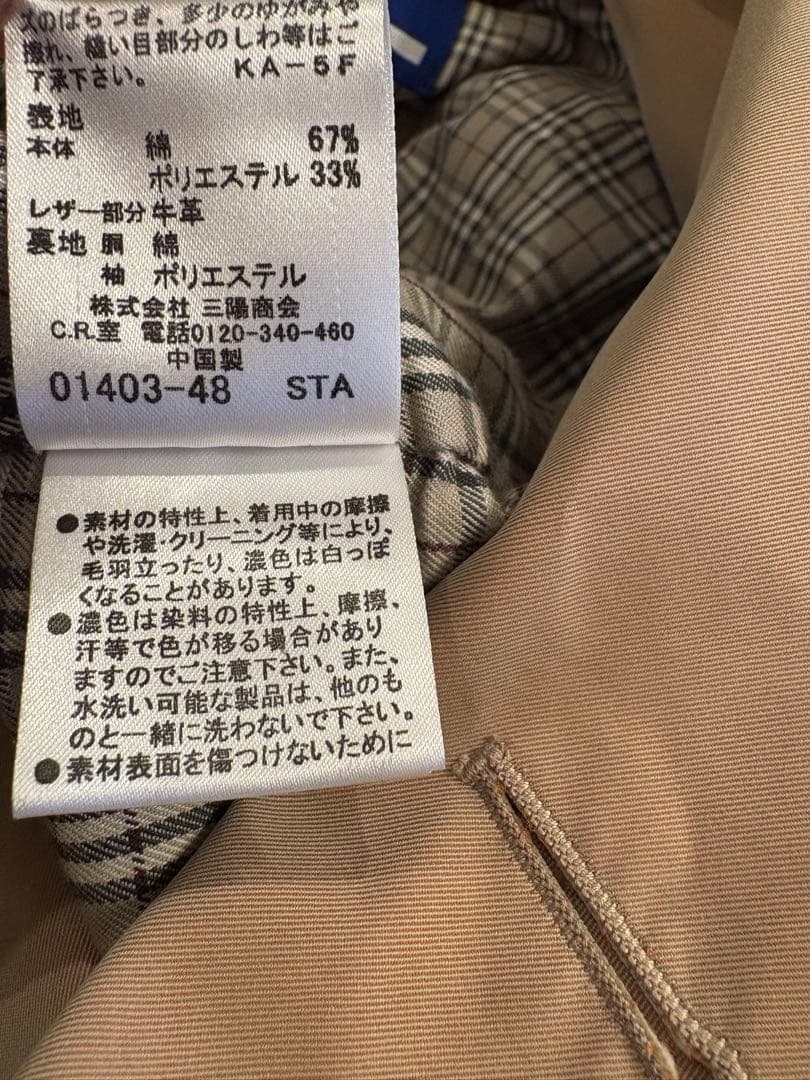 のばらつき、多少のゆがみや
擦れ、縫い目部分のしわ等はご
了承下さい。 KA-5F
表地
本体 綿 67%
ポリエステル 33%
レザー部分 牛革
裏地 胴 綿
袖 ポリエステル
株式会社 三陽商会
C.R.室 電話0120-340-460
中国製
01403-48 STA
●素材の特性上、着用中の摩擦
や洗濯・クリーニング等により、
毛羽立ったり、濃色は白っぽ
くなることがあります。
●濃色は染料の特性上、摩擦、
汗等で色が移る場合があり
ますのでご注意下さい。また、
水洗い可能な製品は、他のも
のと一緒に洗わないで下さい。
●素材表面を傷つけないために